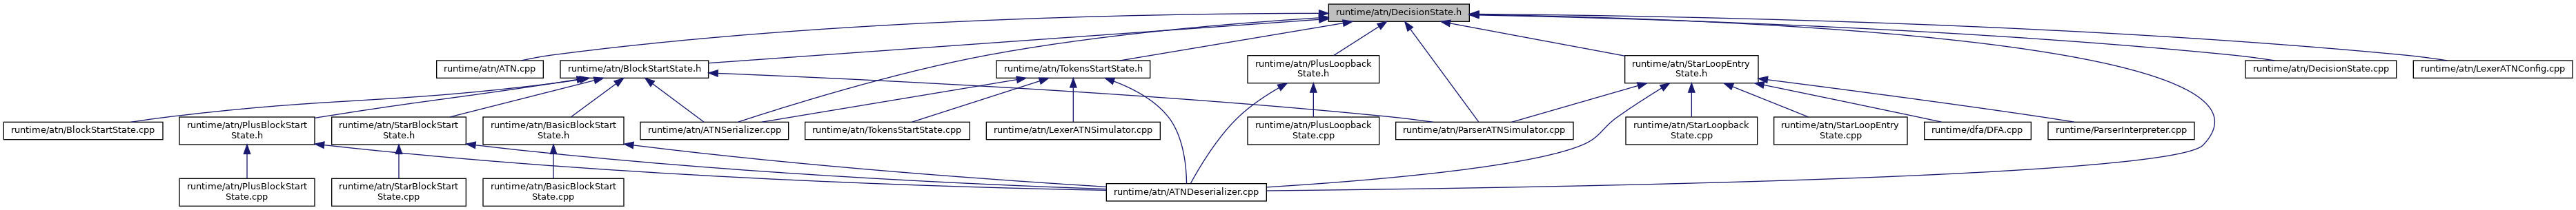 runtime/atn/DecisionState.h
runtime/atn/ATN.cpp
runtime/atn/BlockStartState.h
runtime/atn/TokensStartState.h
runtime/atn/PlusLoopback
State.h
runtime/atn/StarLoopEntry
State.h
runtime/atn/DecisionState.cpp
runtime/atn/LexerATNConfig.cpp
runtime/atn/BlockStartState.cpp
runtime/atn/PlusBlockStart
State.h
runtime/atn/StarBlockStart
State.h
runtime/atn/BasicBlockStart
State.h
runtime/atn/ATNSerializer.cpp
runtime/atn/TokensStartState.cpp
runtime/atn/LexerATNSimulator.cpp
runtime/atn/PlusLoopback
State.cpp
runtime/atn/ParserATNSimulator.cpp
runtime/atn/StarLoopback
State.cpp
runtime/atn/StarLoopEntry
State.cpp
runtime/dfa/DFA.cpp
runtime/ParserInterpreter.cpp
runtime/atn/PlusBlockStart
State.cpp
runtime/atn/StarBlockStart
State.cpp
runtime/atn/BasicBlockStart
State.cpp
runtime/atn/ATNDeserializer.cpp